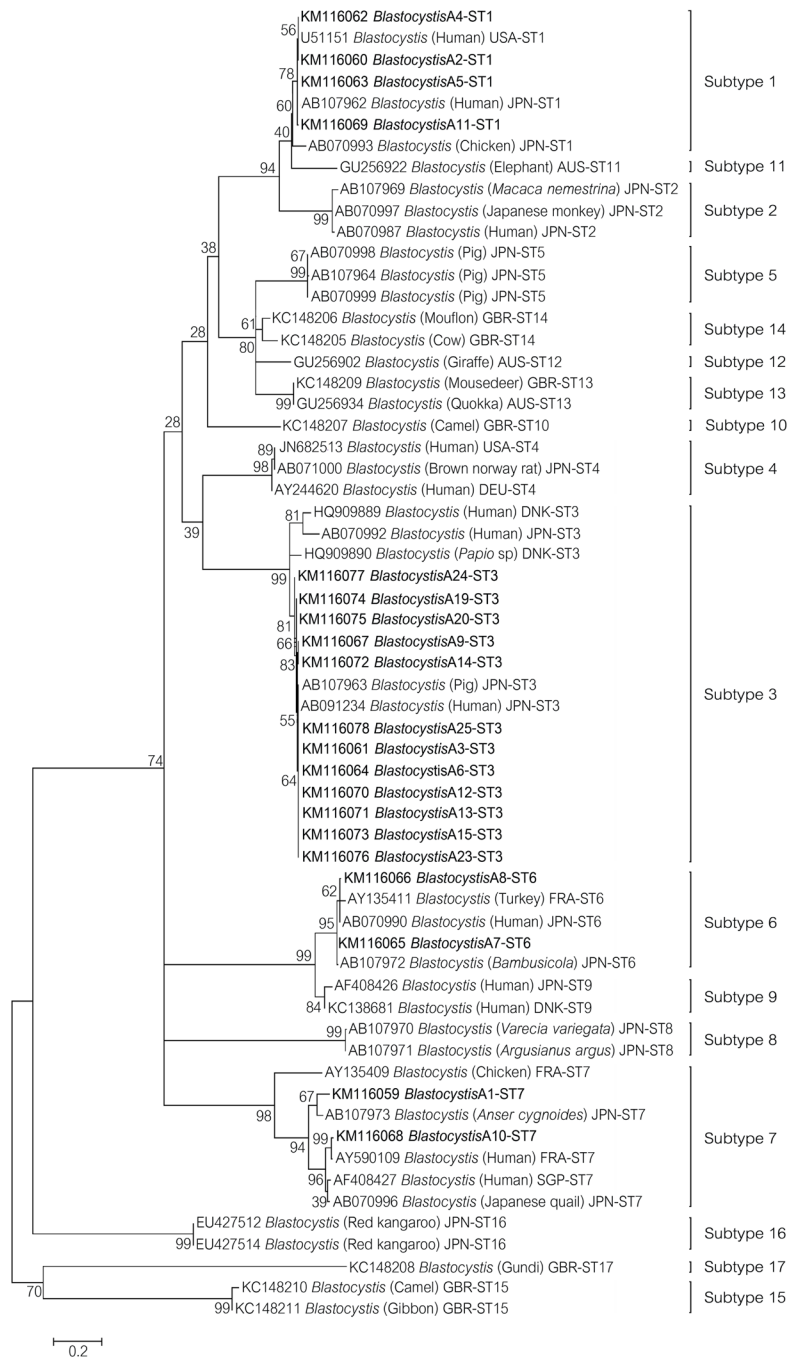 KM116062 BlastocystisA4-ST1
56
U51151 Blastocystis (Human) USA-ST1
KM116060 BlastocystisA2-ST1
78
KM116063 BlastocystisA5-ST1
Subtype 1
60
AB107962 Blastocystis (Human) JPN-ST1
KM116069 BlastocystisA11-ST1
40
AB070993 Blastocystis (Chicken) JPN-ST1
94
GU256922 Blastocystis (Elephant) AUS-ST11
Subtype 11
AB107969 Blastocystis (Macaca nemestrina) JPN-ST2
AB070997 Blastocystis (Japanese monkey) JPN-ST2
Subtype 2
99
AB070987 Blastocystis (Human) JPN-ST2
38
67
AB070998 Blastocystis (Pig) JPN-ST5
99
AB107964 Blastocystis (Pig) JPN-ST5
Subtype 5
AB070999 Blastocystis (Pig) JPN-ST5
61
KC148206 Blastocystis (Mouflon) GBR-ST14
Subtype 14
28
80
KC148205 Blastocystis (Cow) GBR-ST14
GU256902 Blastocystis (Giraffe) AUS-ST12
Subtype 12
KC148209 Blastocystis (Mousedeer) GBR-ST13
Subtype 13
99
GU256934 Blastocystis (Quokka) AUS-ST13
28
KC148207 Blastocystis (Camel) GBR-ST10
Subtype 10
89
JN682513 Blastocystis (Human) USA-ST4
98
AB071000 Blastocystis (Brown norway rat) JPN-ST4
Subtype 4
AY244620 Blastocystis (Human) DEU-ST4
81
HQ909889 Blastocystis (Human) DNK-ST3
39
AB070992 Blastocystis (Human) JPN-ST3
HQ909890 Blastocystis (Papio sp) DNK-ST3
99
KM116077 BlastocystisA24-ST3
KM116074 BlastocystisA19-ST3
81
KM116075 BlastocystisA20-ST3
66
KM116067 BlastocystisA9-ST3
83
KM116072 BlastocystisA14-ST3
AB107963 Blastocystis (Pig) JPN-ST3
Subtype 3
AB091234 Blastocystis (Human) JPN-ST3
55
KM116078 BlastocystisA25-ST3
KM116061 BlastocystisA3-ST3
74
KM116064 BlastocystisA6-ST3
64
KM116070 BlastocystisA12-ST3
KM116071 BlastocystisA13-ST3
KM116073 BlastocystisA15-ST3
KM116076 BlastocystisA23-ST3
62
KM116066 BlastocystisA8-ST6
AY135411 Blastocystis (Turkey) FRA-ST6
95
AB070990 Blastocystis (Human) JPN-ST6
Subtype 6
KM116065 BlastocystisA7-ST6
99
AB107972 Blastocystis (Bambusicola) JPN-ST6
AF408426 Blastocystis (Human) JPN-ST9
Subtype 9
84
KC138681 Blastocystis (Human) DNK-ST9
99
AB107970 Blastocystis (Varecia variegata) JPN-ST8
Subtype 8
AB107971 Blastocystis (Argusianus argus) JPN-ST8
AY135409 Blastocystis (Chicken) FRA-ST7
67
KM116059 BlastocystisA1-ST7
98
AB107973 Blastocystis (Anser cygnoides) JPN-ST7
99
KM116068 BlastocystisA10-ST7
Subtype 7
94
AY590109 Blastocystis (Human) FRA-ST7
96
AF408427 Blastocystis (Human) SGP-ST7
39
AB070996 Blastocystis (Japanese quail) JPN-ST7
EU427512 Blastocystis (Red kangaroo) JPN-ST16
Subtype 16
99
EU427514 Blastocystis (Red kangaroo) JPN-ST16
KC148208 Blastocystis (Gundi) GBR-ST17
Subtype 17
70
KC148210 Blastocystis (Camel) GBR-ST15
Subtype 15
99
KC148211 Blastocystis (Gibbon) GBR-ST15
0.2